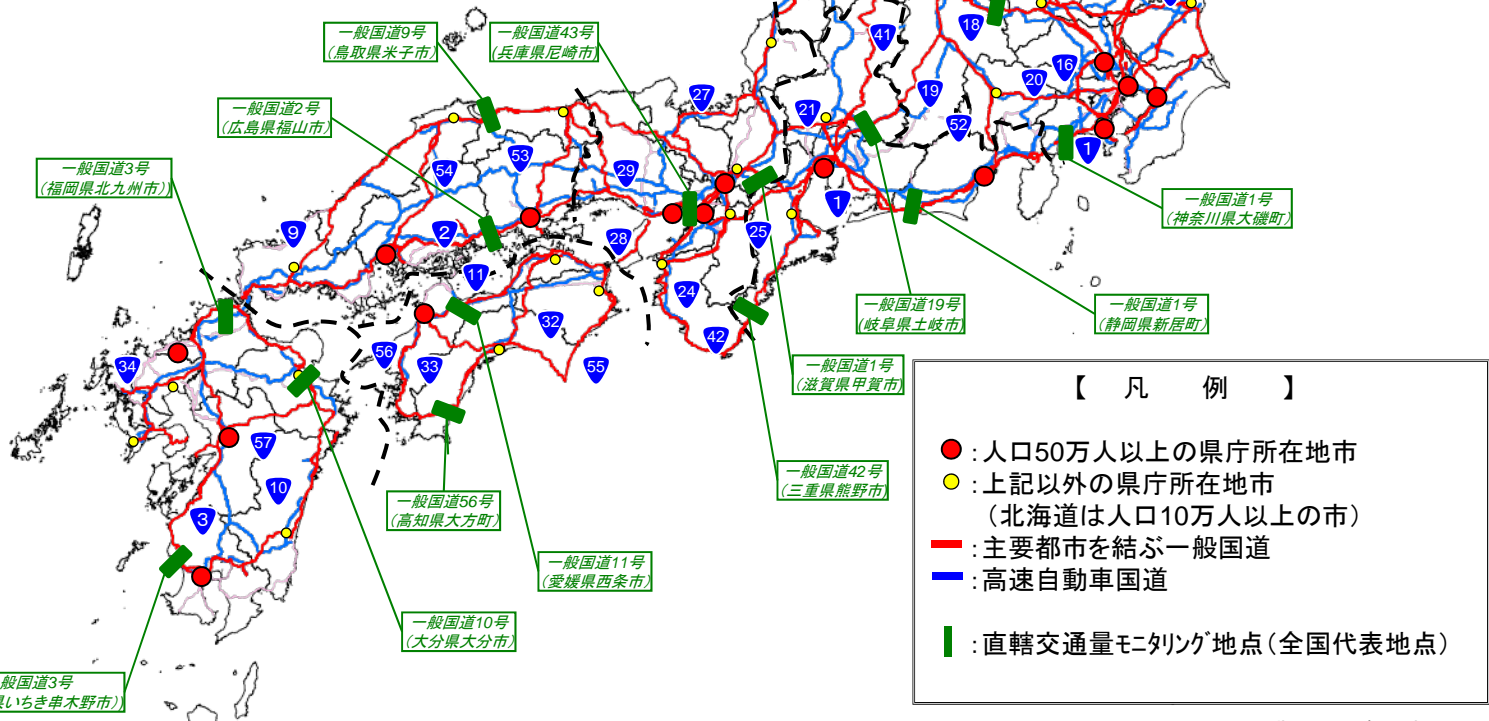 一般国道9号
(鳥取県米子市)
一般国道43号
(兵庫県尼崎市)
一般国道2号
(広島県福山市)
一般国道3号
(福岡県北九州市))
41
18
16
20
27
21
19
52
1
53
54
29
9
2
28
25
1
11
24
32
42
56
33
55
34
57
10
3
一般国道1号
(神奈川県大磯町)
一般国道19号
(岐阜県土岐市)
一般国道1号
(静岡県新居町)
一般国道1号
(滋賀県甲賀市)
一般国道42号
(三重県熊野市)
一般国道56号
(高知県大方町)
一般国道11号
(愛媛県西条市)
一般国道10号
(大分県大分市)
般国道3号
県いちき串木野市))
【 凡 例 】
:人口50万人以上の県庁所在地市
:上記以外の県庁所在地市
(北海道は人口10万人以上の市)
:主要都市を結ぶ一般国道
:高速自動車国道
:直轄交通量モニタリング地点(全国代表地点)